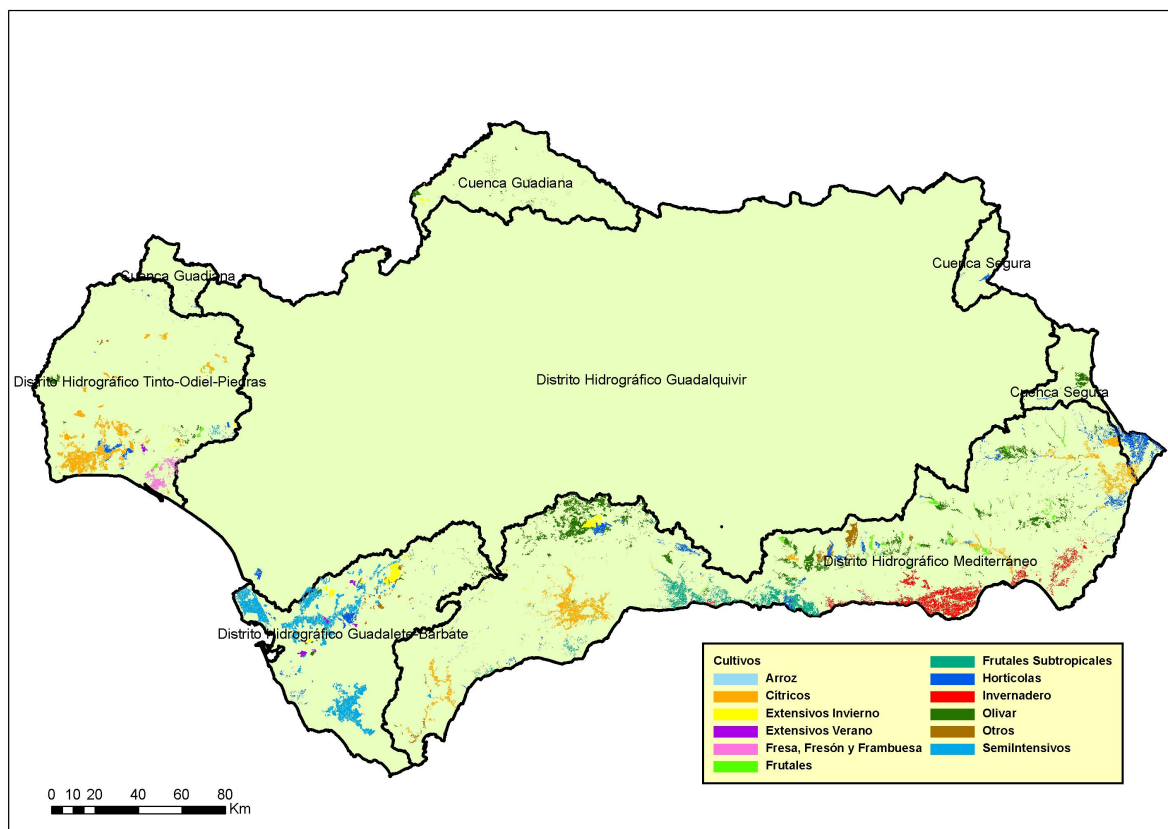 Cuenca Guadiana
Cuenca Guadiana
Cuenca Segura
Distrito Hidrográfico Tinto-Odiel-Piedras
Distrito Hidrográfico Guadalquivir
Cuenca Segura
Distrito Hidrográfico Mediterráneo
Distrito Hidrográfico Guadalete-Barbate
Cultivos
Arroz
Cítricos
Extensivos Invierno
Extensivos Verano
Fresa, Fresón y Frambuesa
Frutales
Frutales Subtropicales
Hortícolas
Invernadero
Olivar
Otros
SemiIntensivos
0 10 20 40 60 80
Km